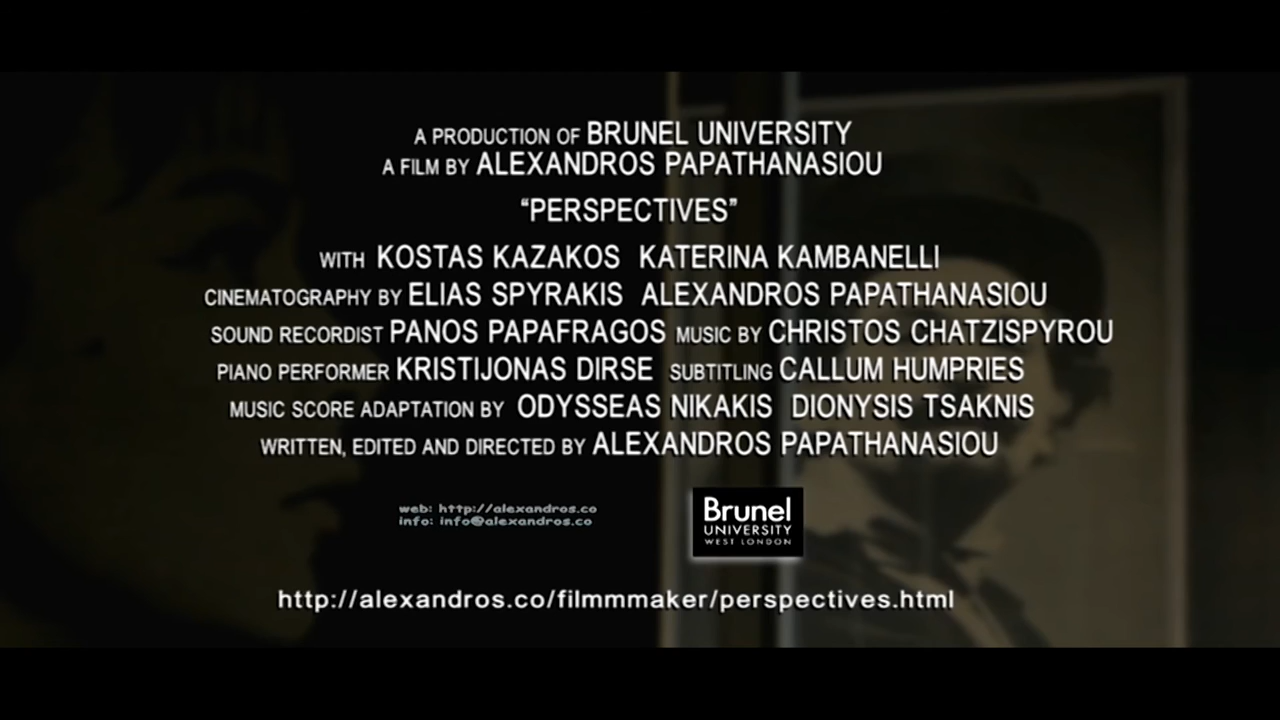 A PRODUCTION OF BRUNEL UNIVERSITY
A FILM BY ALEXANDROS PAPATHANASIOU
“PERSPECTIVES”
WITH KOSTAS KAZAKOS KATERINA KAMBANELLI
CINEMATOGRAPHY BY ELIAS SPYRAKIS ALEXANDROS PAPATHANASIOU
SOUND RECORDIST PANOS PAPAFRAGOS MUSIC BY CHRISTOS CHATZISPYROU
PIANO PERFORMER KRISTIJONAS DIRSE SUBTITLING CALLUM HUMPRIES
MUSIC SCORE ADAPTATION BY ODYSSEAS NIKAKIS DIONYSIS TSAKNIS
WRITTEN, EDITED AND DIRECTED BY ALEXANDROS PAPATHANASIOU
web: http://alexandros.co
info: info@alexandros.co
Brunel
UNIVERSITY
WEST LONDON
http://alexandros.co/filmmmaker/perspectives.html